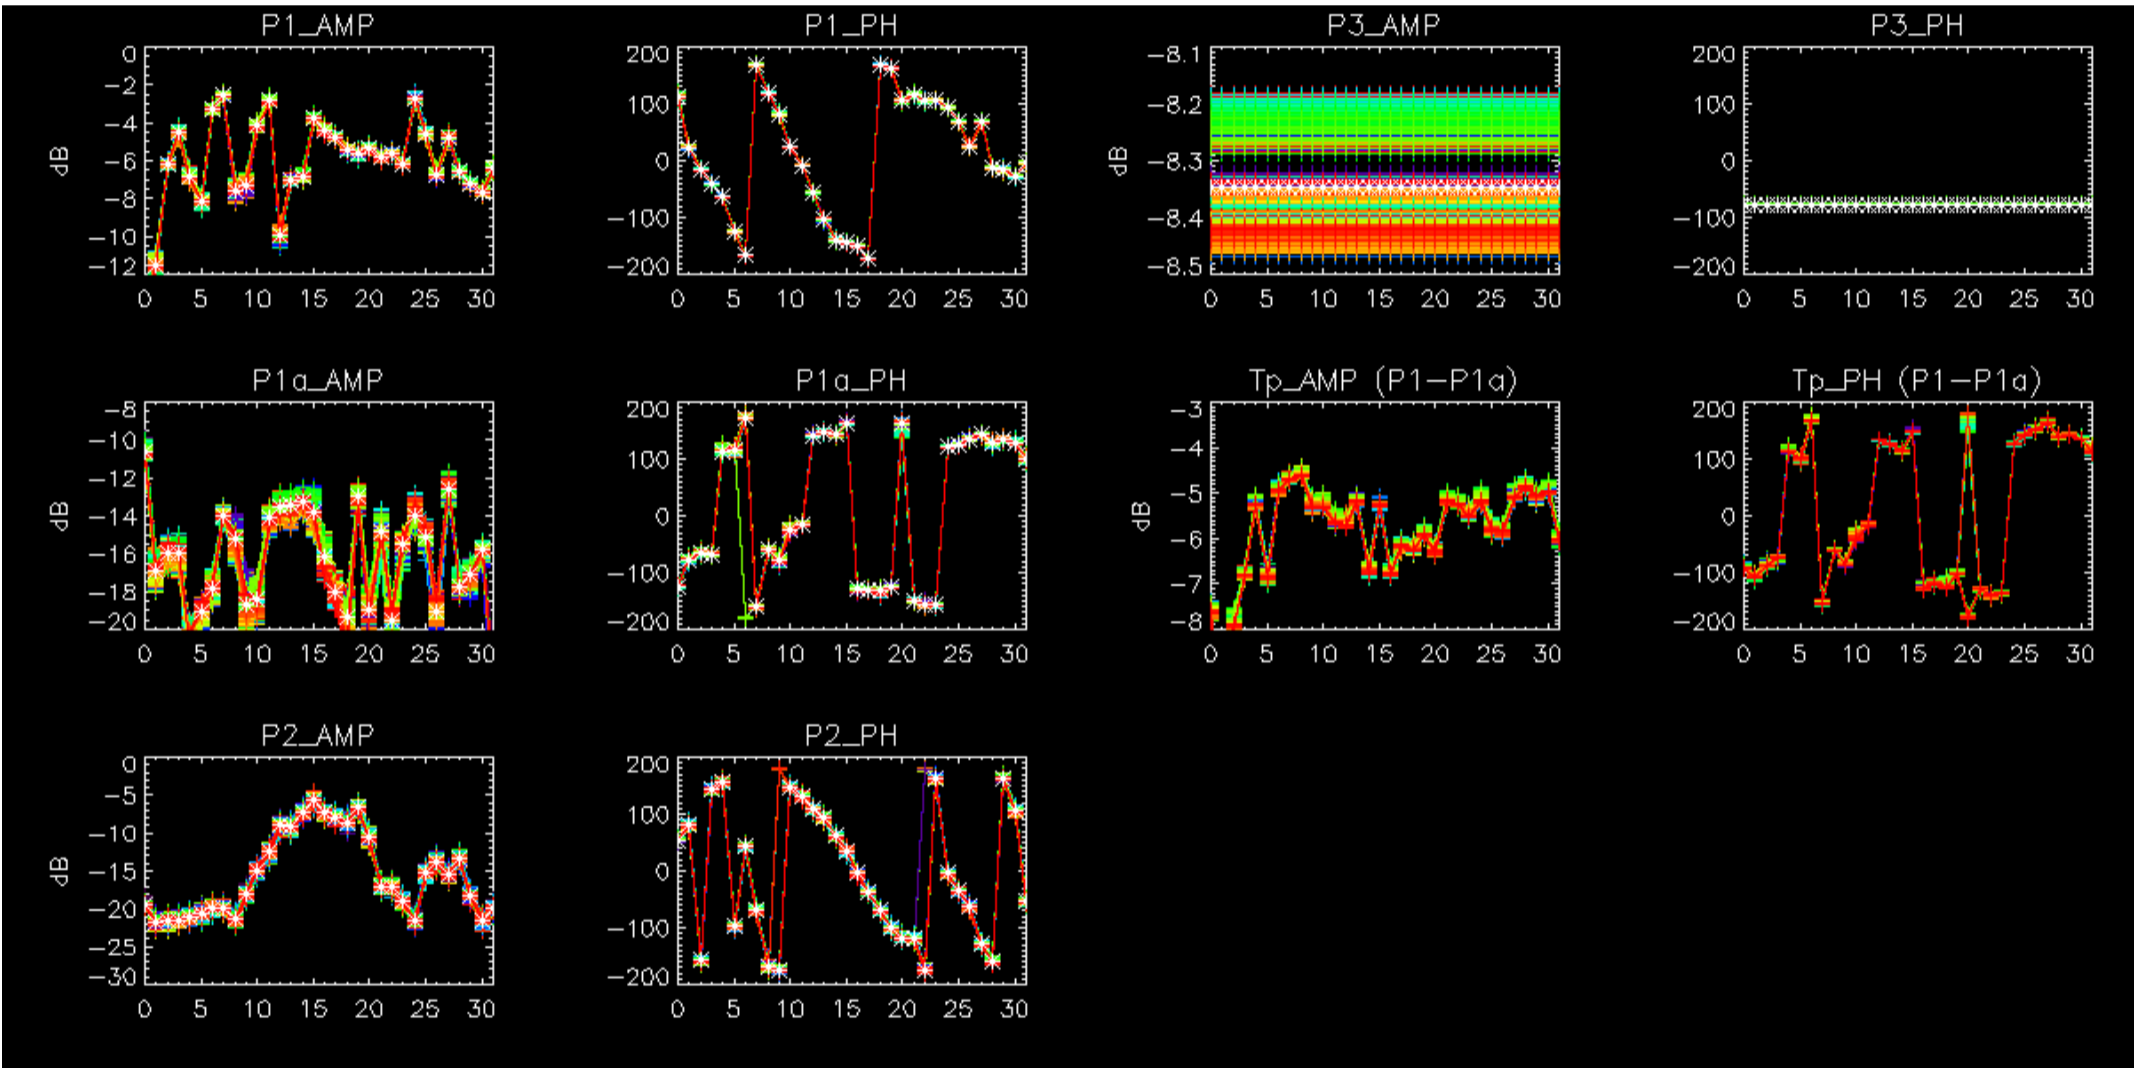 P1_AMP
dB
0
−2
−4
−6
−8
−10
−12
0 5 10 15 20 25 30
P1_PH
200
100
0
−100
−200
0 5 10 15 20 25 30
P3_AMP
dB
−8.1
−8.2
−8.3
−8.4
−8.5
0 5 10 15 20 25 30
P3_PH
200
100
0
−100
−200
0 5 10 15 20 25 30
P1a_AMP
dB
−8
−10
−12
−14
−16
−18
−20
0 5 10 15 20 25 30
P1a_PH
200
100
0
−100
−200
0 5 10 15 20 25 30
Tp_AMP (P1−P1a)
dB
−3
−4
−5
−6
−7
−8
0 5 10 15 20 25 30
Tp_PH (P1−P1a)
200
100
0
−100
−200
0 5 10 15 20 25 30
P2_AMP
dB
0
−5
−10
−15
−20
−25
−30
0 5 10 15 20 25 30
P2_PH
200
100
0
−100
−200
0 5 10 15 20 25 30